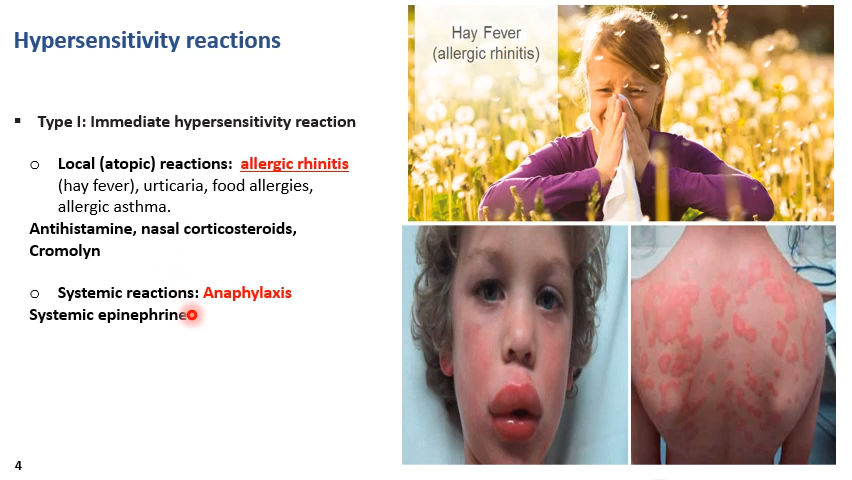 Hypersensitivity reactions
▪ Type I: Immediate hypersensitivity reaction
o Local (atopic) reactions: allergic rhinitis
(hay fever), urticaria, food allergies,
allergic asthma.
Antihistamine, nasal corticosteroids,
Cromolyn
o Systemic reactions: Anaphylaxis
Systemic epinephrine
4
Hay Fever
(allergic rhinitis)